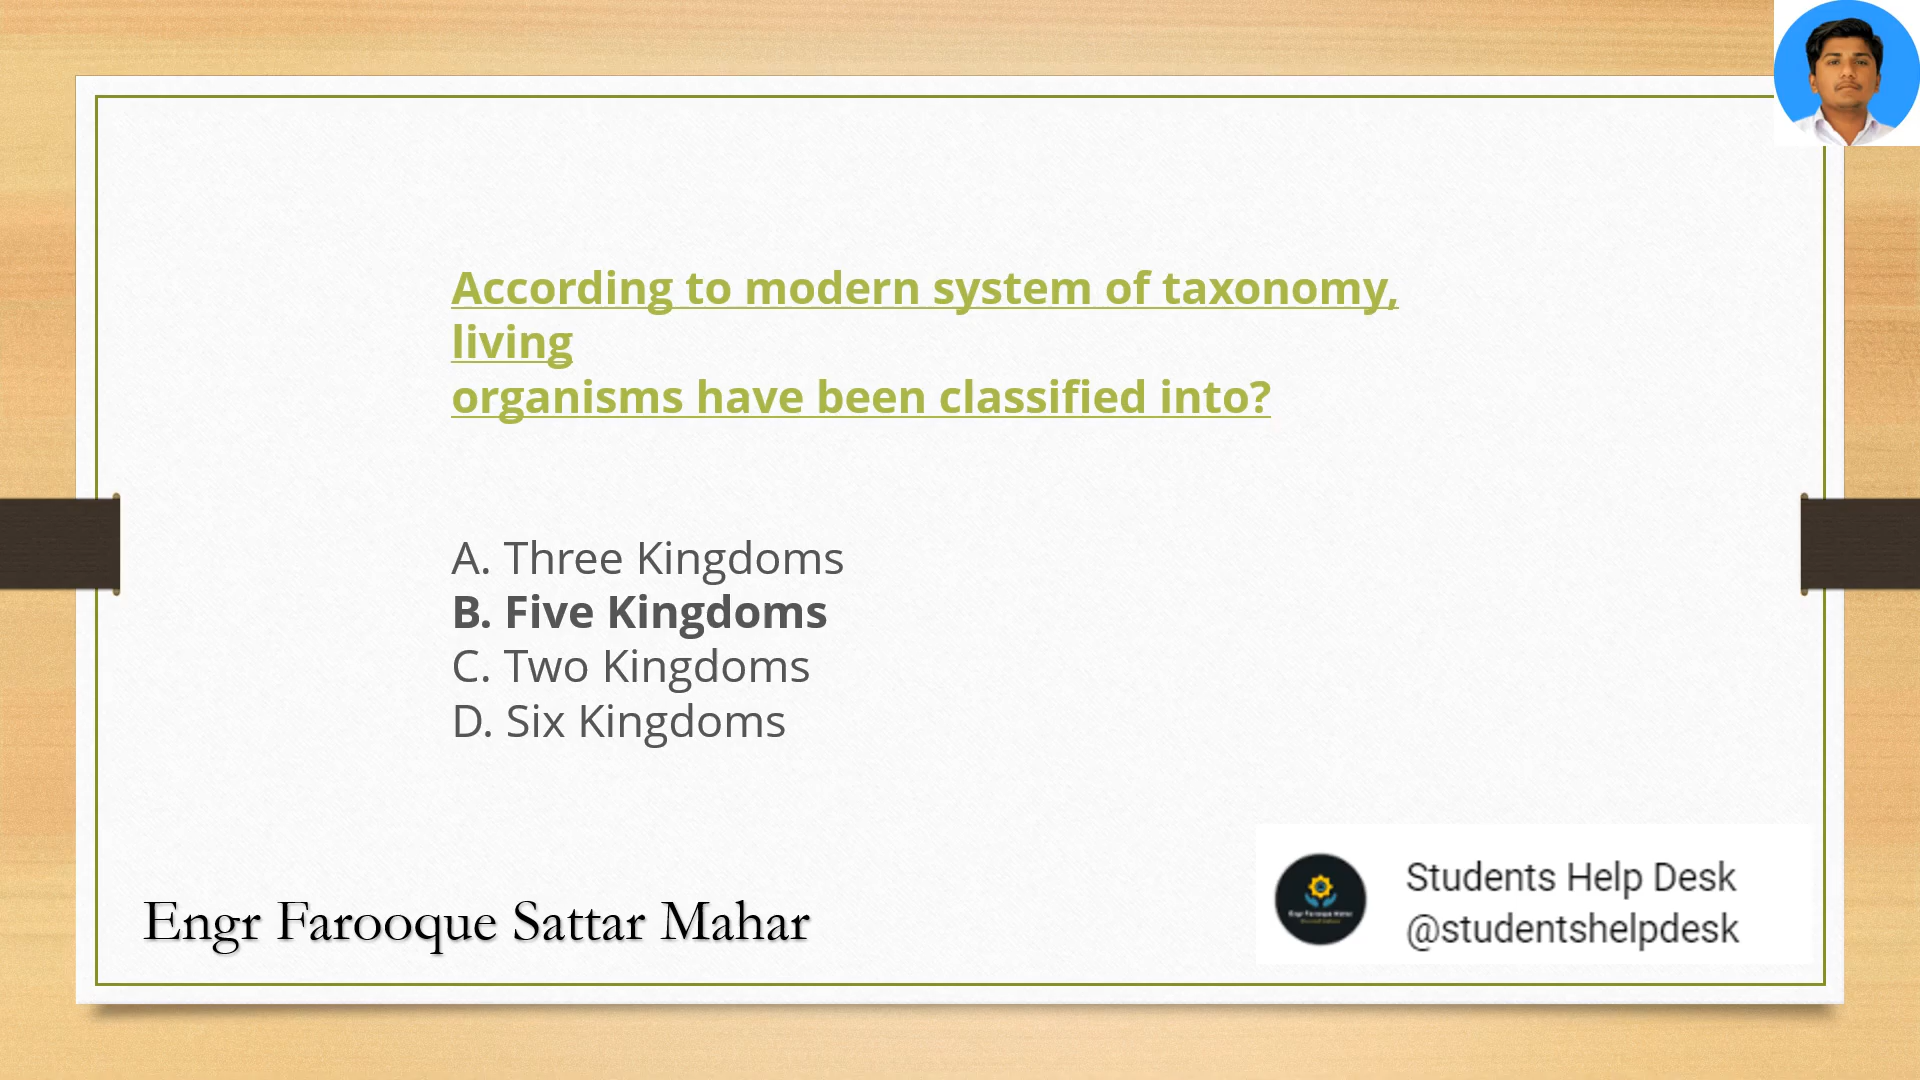 According to modern system of taxonomy,
living
organisms have been classified into?
A. Three Kingdoms
B. Five Kingdoms
C. Two Kingdoms
D. Six Kingdoms
Engr Farooque Sattar Mahar
Students Help Desk
@studentshelpdesk